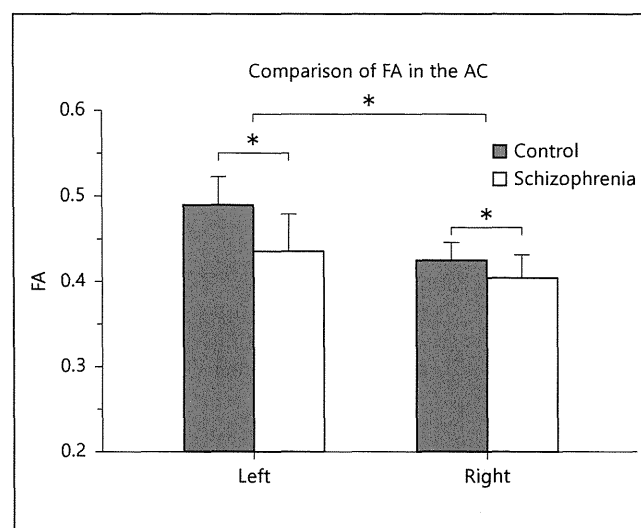 Comparison of FA in the AC
0.6
*
*
Control
Schizophrenia
0.5
*
0.4
FA
0.3
0.2
Left
Right